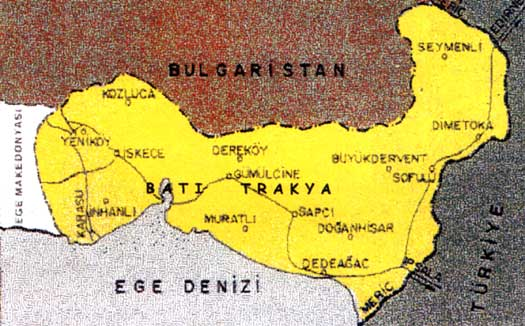 EDİRNE
SEYMENLİ
BULGARİSTAN
KOZLUCA
DİMETOKA
EGE MAKEDONYASI
YENİKÖY
İSKEÇE
DEREKÖY
BÜYÜKDERVENT
SOFULU
GÜMÜLCİNE
BATI TRAKYA
KARASU
İNHANLI
MURATLI
SAPCI
DOĞANHİSAR
TÜRKİYE
DEDEAĞAÇ
EGE DENİZİ
MERİÇ